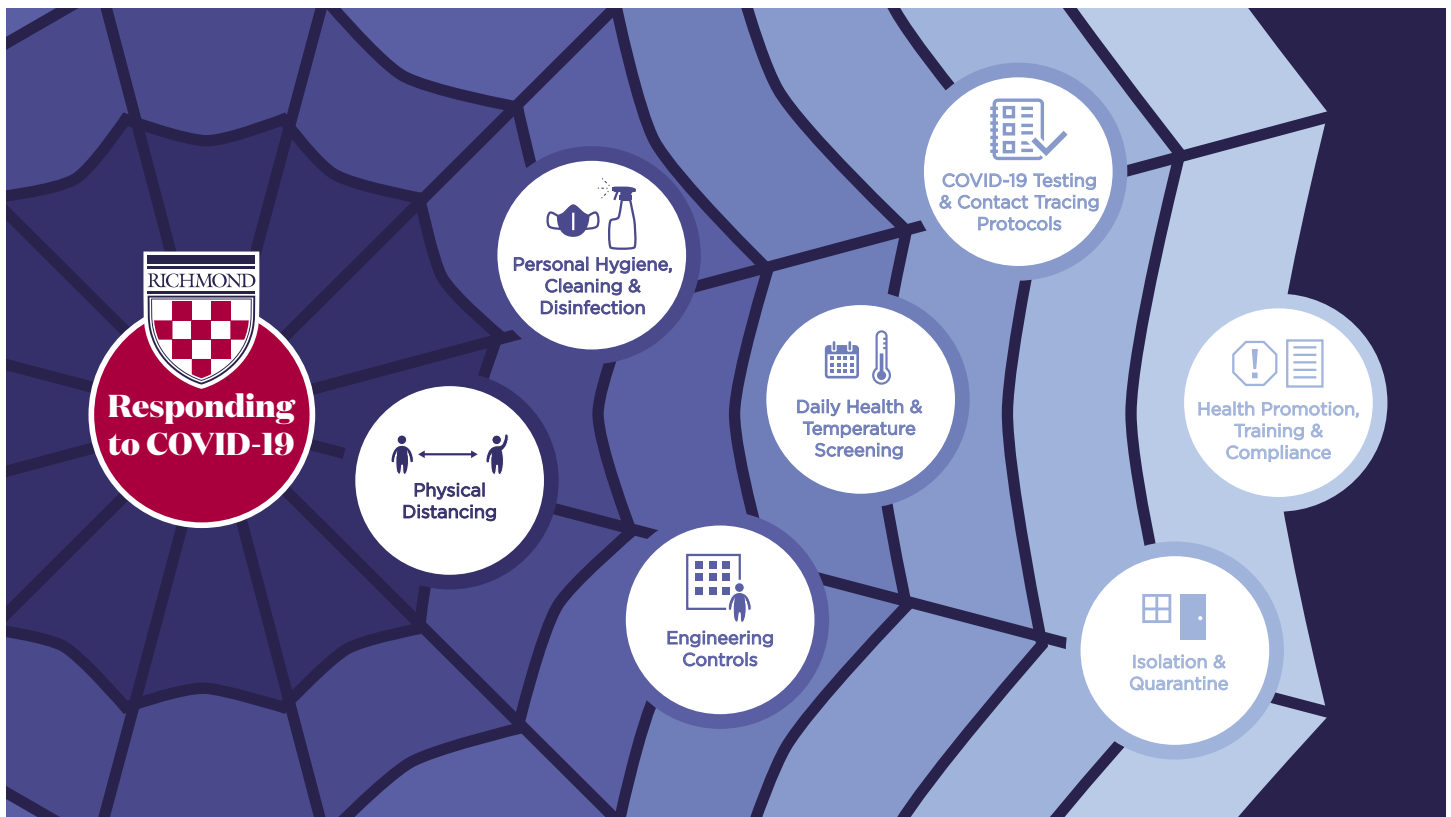 RICHMOND
Responding
to COVID-19
Physical
Distancing
Personal Hygiene,
Cleaning &
Disinfection
Engineering
Controls
Daily Health &
Temperature
Screening
COVID-19 Testing
& Contact Tracing
Protocols
Isolation &
Quarantine
Health Promotion,
Training &
Compliance